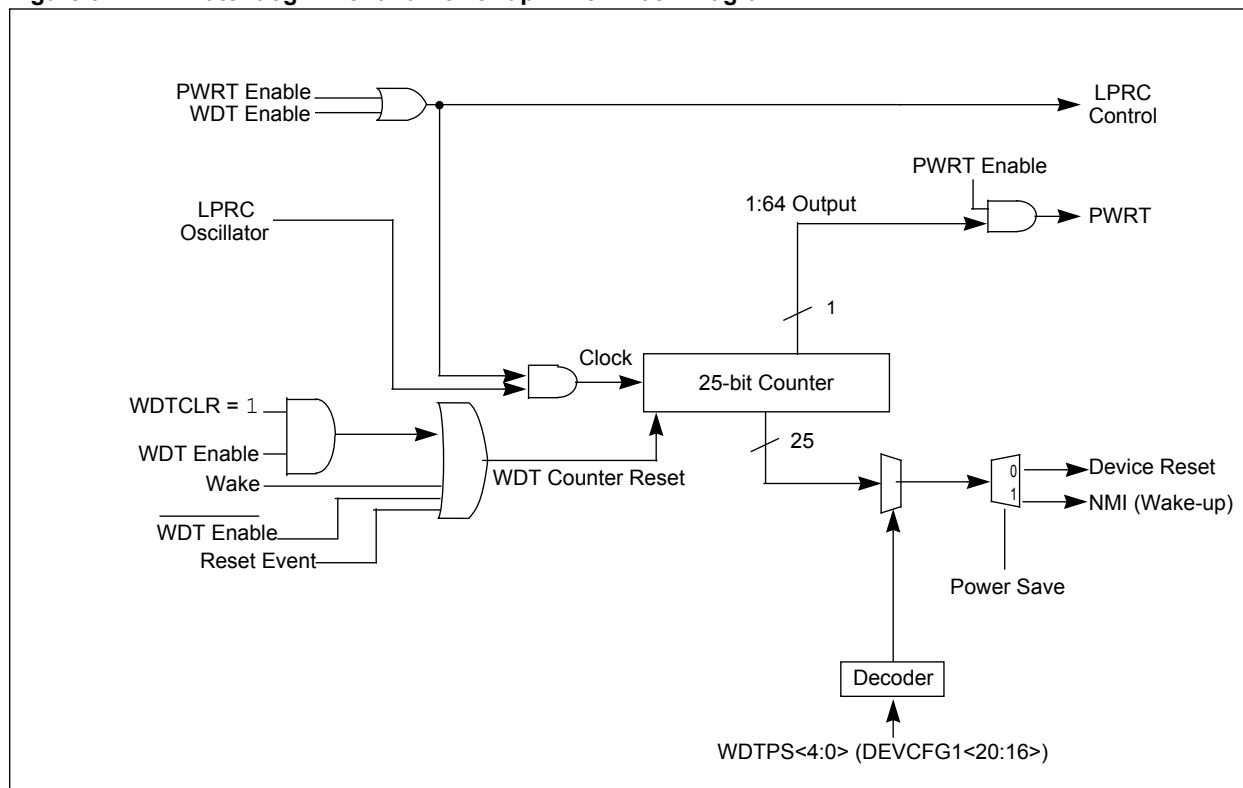 PWRT Enable
WDT Enable
LPRC
Control
PWRT Enable
LPRC
Oscillator
1:64 Output
PWRT
1
Clock
25-bit Counter
WDTCLR = 1
25
WDT Enable
WDT Counter Reset
Device Reset
0
Wake
1
NMI (Wake-up)
WDT Enable
Reset Event
Power Save
Decoder
WDTPS<4:0> (DEVCFG1<20:16>)